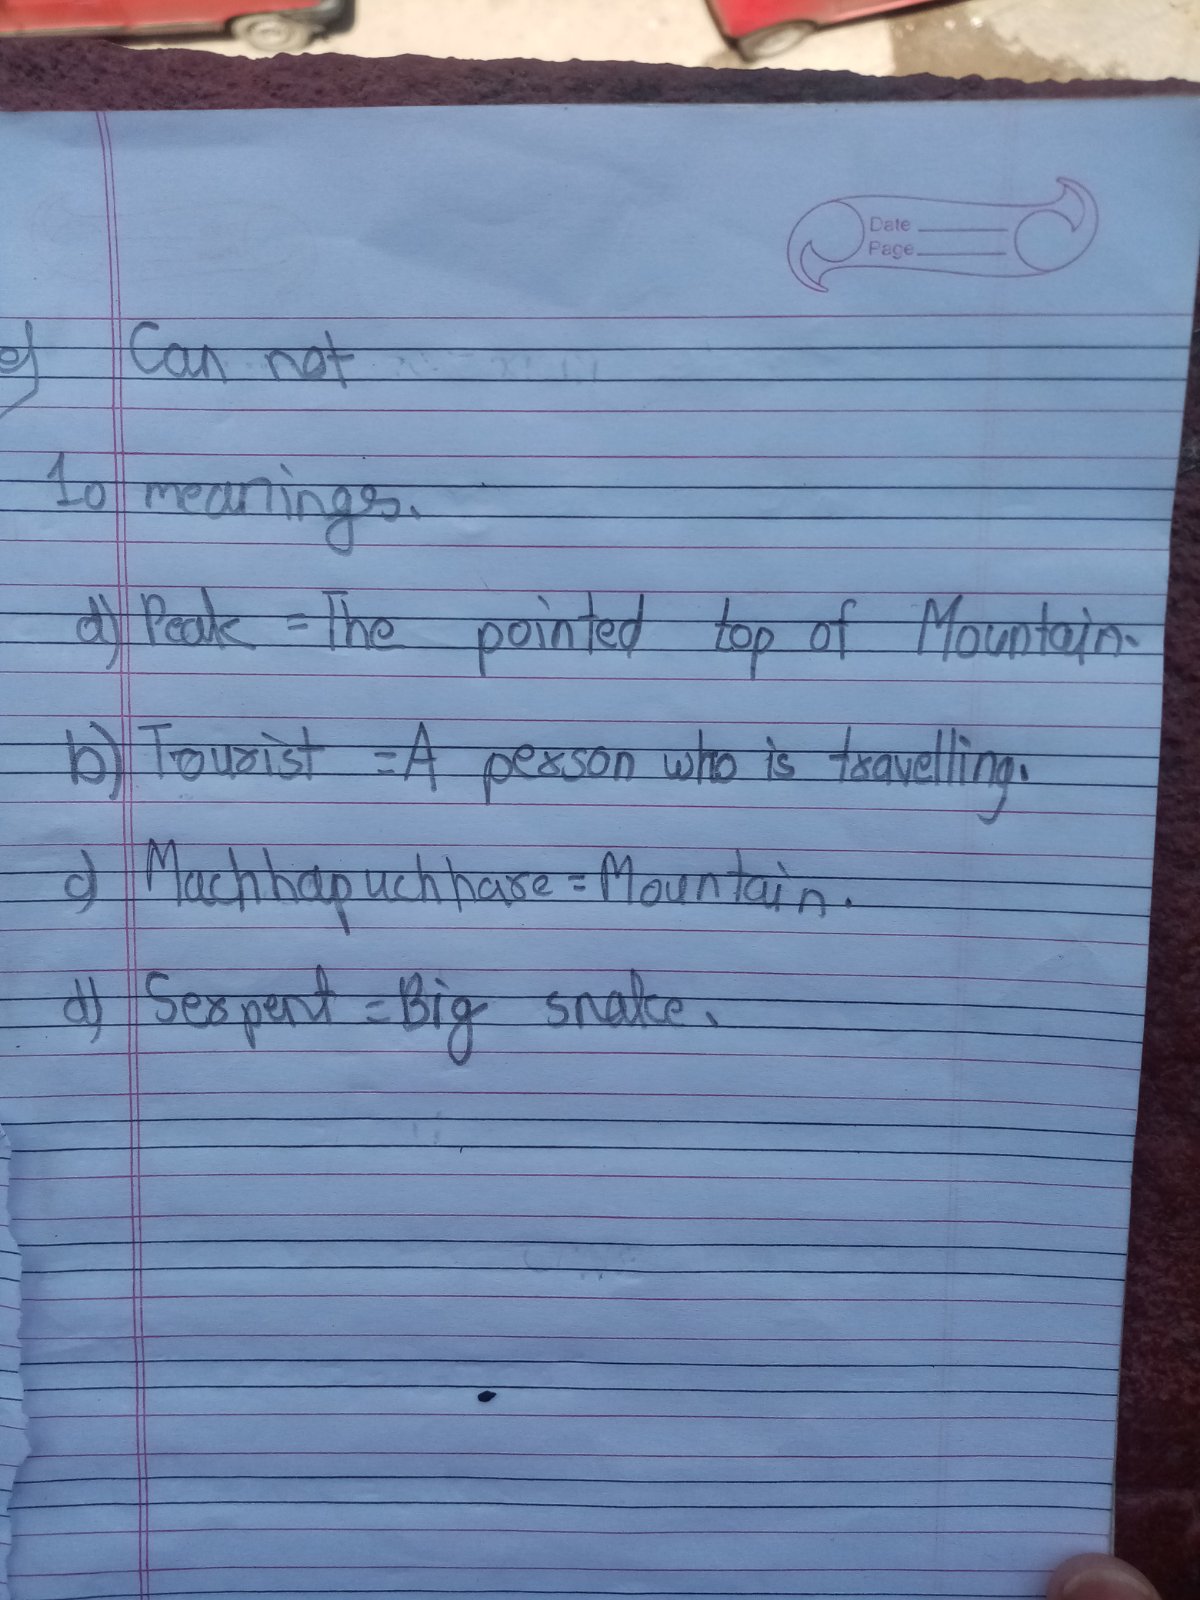 Date
Page
e) Can not
10 meanings.
a) Peak = The pointed top of Mountain.
b) Tourist = A person who is travelling.
c) Machhapuchhare = Mountain.
d) Serpent = Big snake.